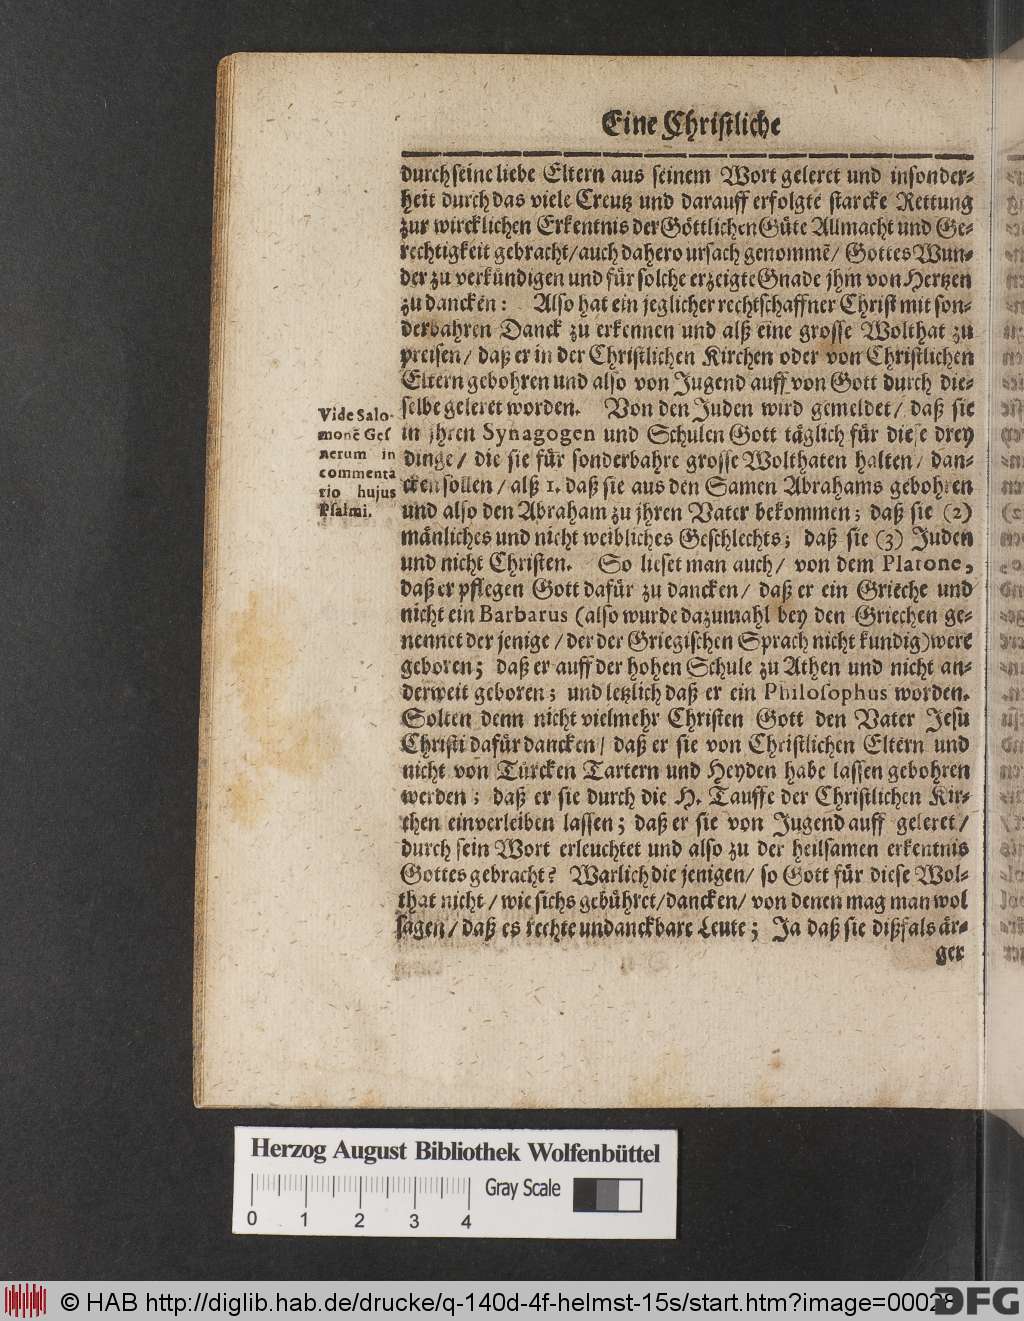 Eine Christliche
durch seine liebe Eltern aus seinem Wort geleret und insonder-
heit durch das viele Creutz und darauff erfolgte starcke Rettung
zur wircklichen Erkentnis der Göttlichen Güte Allmacht und Ge-
rechtigkeit gebracht/ auch dahero ursach genommē/ Gottes Wun-
der zu verkündigen und für solche erzeigte Gnade jhm von Hertzen
zu dancken: Also hat ein jeglicher rechtschaffner Christ mit son-
derbahren Danck zu erkennen und alß eine grosse Wolthat zu
preisen/ daß er in der Christlichen Kirchen oder von Christlichen
Eltern gebohren und also von Jugend auff von Gott durch die-
selbe geleret worden. Von den Juden wird gemeldet/ daß sie
in jhren Synagogen und Schulen Gott täglich für diese drey
dinge/ die sie für sonderbahre grosse Wolthaten halten/ dan-
cken sollen/ alß 1. daß sie aus den Samen Abrahams gebohren
und also den Abraham zu jhren Vater bekommen; daß sie (2)
mänliches und nicht weibliches Geschlechts; daß sie (3) Juden
und nicht Christen. So lieset man auch/ von dem Platone,
daß er pflegen Gott dafür zu dancken/ daß er ein Grieche und
nicht ein Barbarus (also wurde dazumahl bey den Griechen ge-
nennet der jenige/ der der Griegischen Sprach nicht kundig) were
geboren; daß er auff der hohen Schule zu Athen und nicht an-
derweit geboren; und letzlich daß er ein Philosophus worden.
Solten denn nicht vielmehr Christen Gott den Vater Jesu
Christi dafür dancken/ daß er sie von Christlichen Eltern und
nicht von Türcken Tartern und Heyden habe lassen gebohren
werden; daß er sie durch die H. Tauffe der Christlichen Kir-
chen einverleiben lassen; daß er sie von Jugend auff geleret/
durch sein Wort erleuchtet und also zu der heilsamen erkentnis
Gottes gebracht? Warlich die jenigen/ so Gott für diese Wol-
that nicht/ wie sichs gebühret/ dancken/ von denen mag man wol
sagen/ daß es rechte undanckbare Leute; Ja daß sie dißfals är-
ger
Vide Salo-
monē Ges
nerum in
commenta
rio hujus
Psalmi.
Herzog August Bibliothek Wolfenbüttel
0 1 2 3 4
Gray Scale
© HAB http://diglib.hab.de/drucke/q-140d-4f-helmst-15s/start.htm?image=00028
DFG